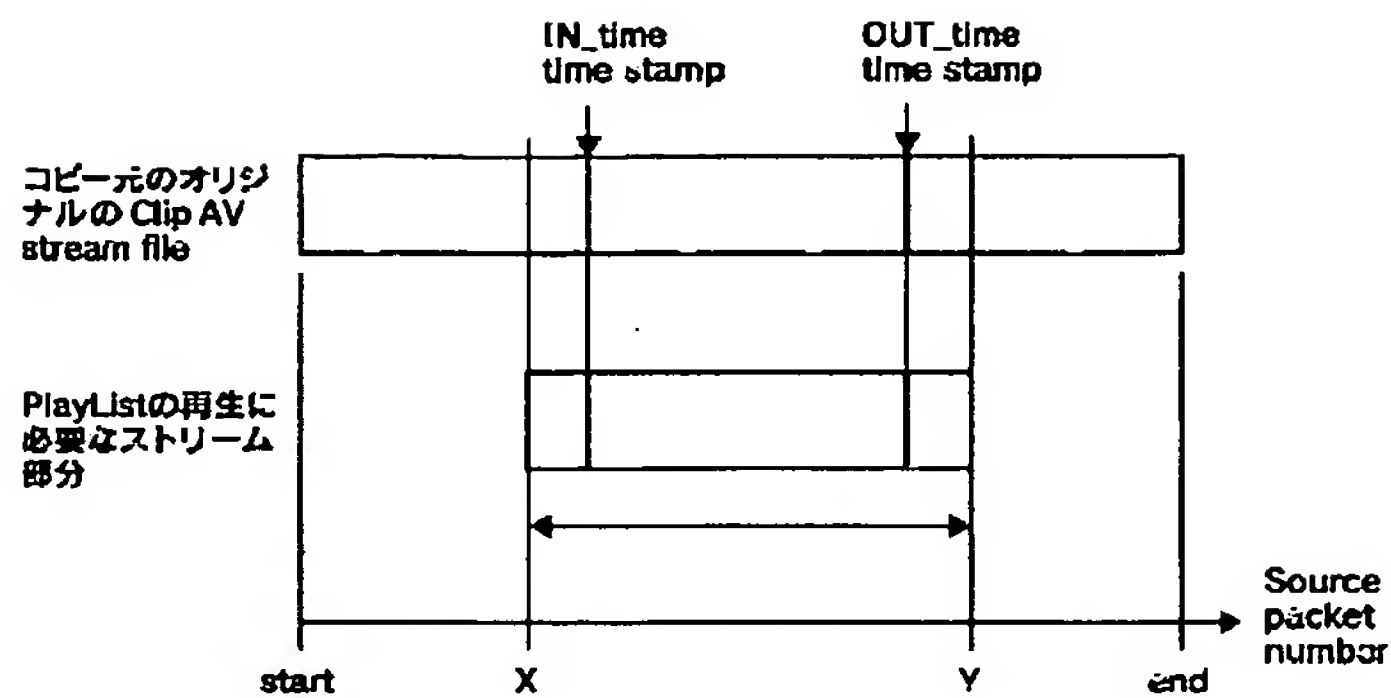 IN_time
time stamp
OUT_time
time stamp
コピー元のオリジ
ナルの Clip AV
stream file
PlayListの再生に
必要なストリーム
部分
Source
packet
number
start
X
Y
end